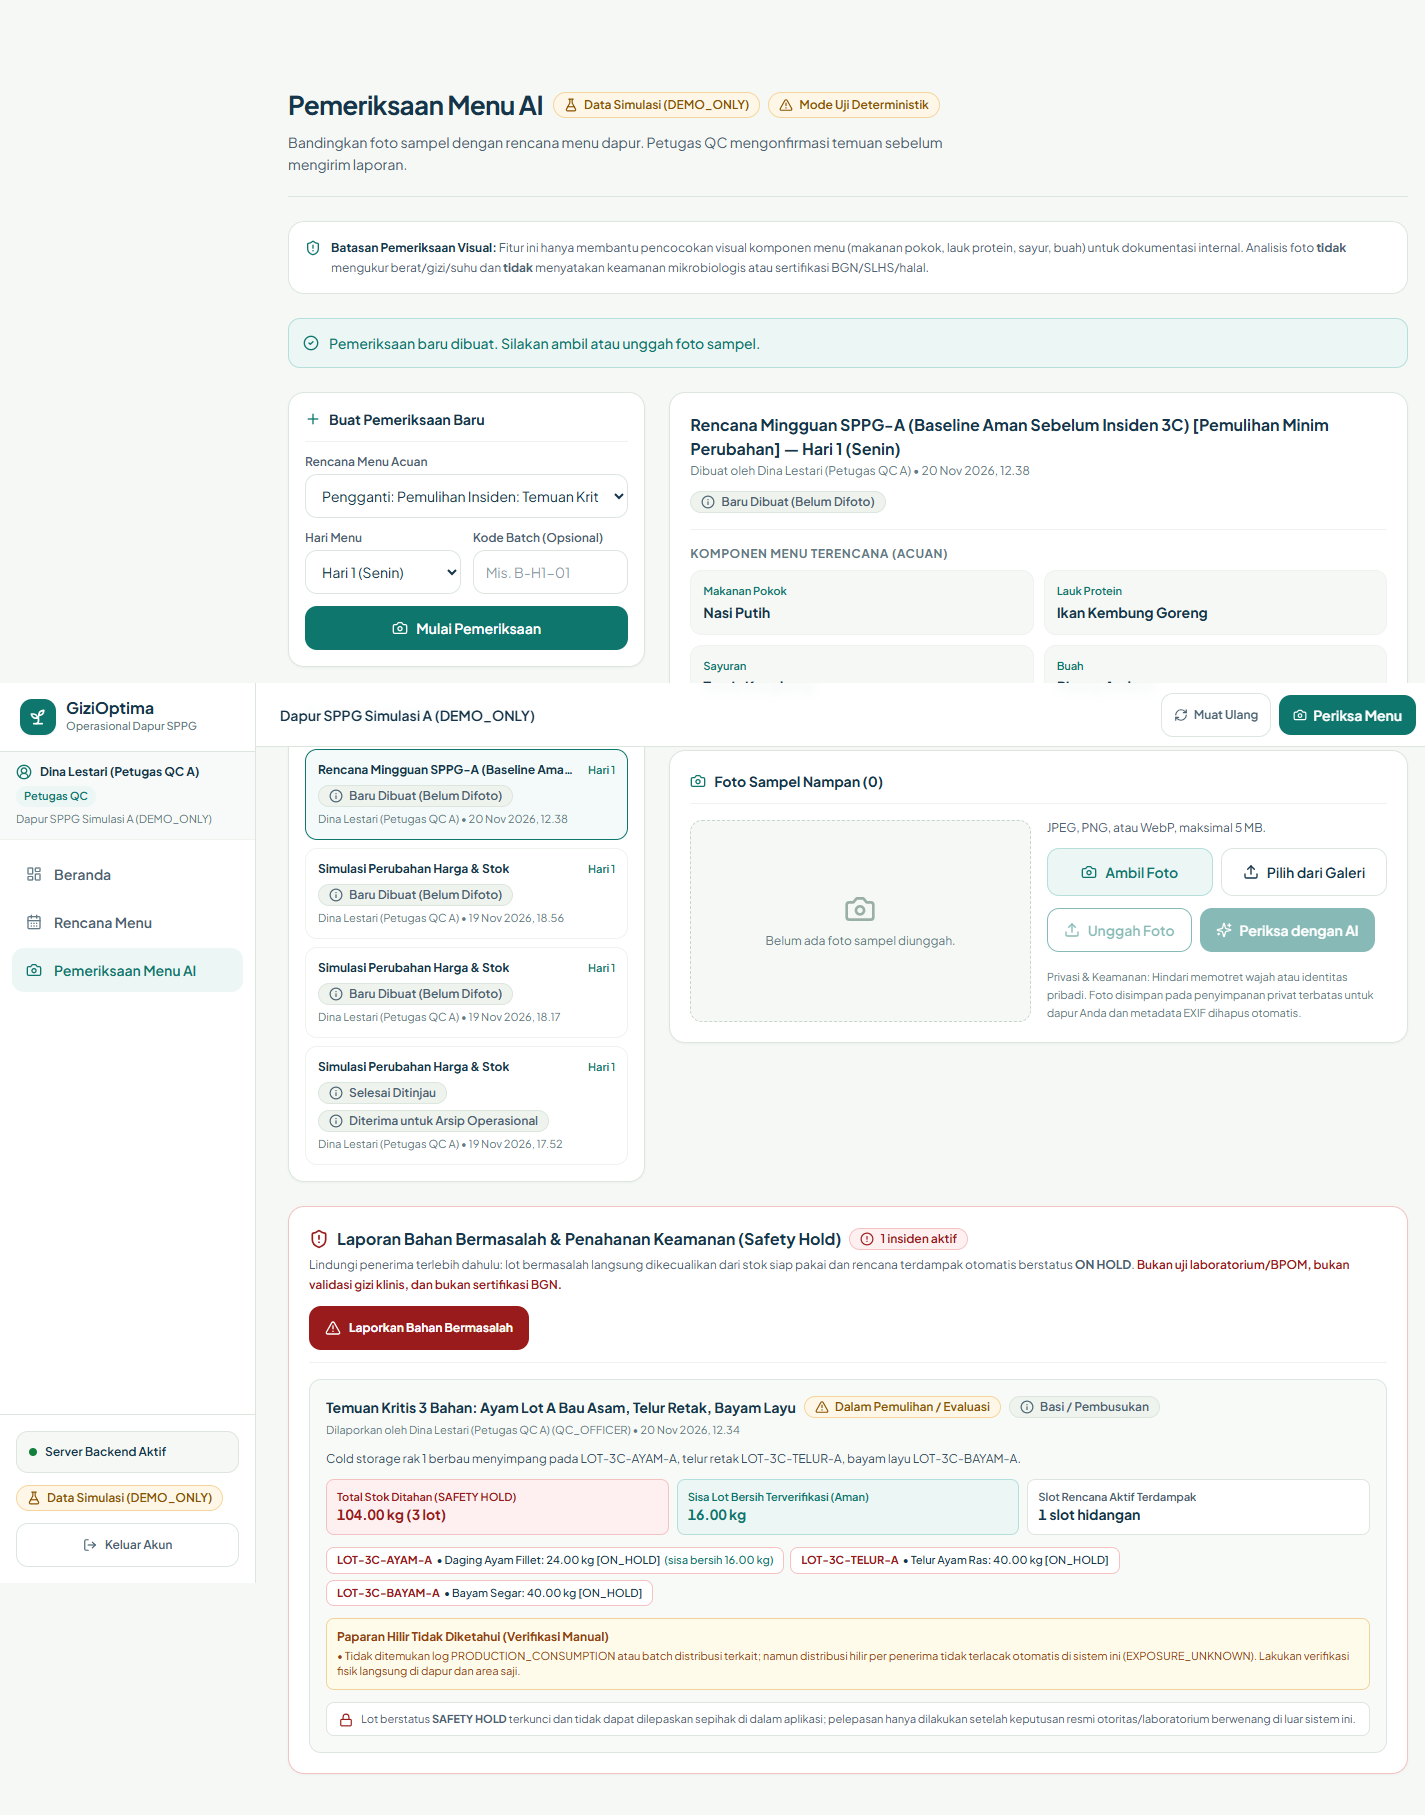 Pemeriksaan Menu AI
Data Simulasi (DEMO_ONLY)
Mode Uji Deterministik
Bandingkan foto sampel dengan rencana menu dapur. Petugas QC mengonfirmasi temuan sebelum
mengirim laporan.
Batasan Pemeriksaan Visual: Fitur ini hanya membantu pencocokan visual komponen menu (makanan pokok, lauk protein, sayur, buah) untuk dokumentasi internal. Analisis foto tidak
mengukur berat/gizi/suhu dan tidak menyatakan keamanan mikrobiologis atau sertifikasi BGN/SLHS/halal.
Pemeriksaan baru dibuat. Silakan ambil atau unggah foto sampel.
Buat Pemeriksaan Baru
Rencana Menu Acuan
Pengganti: Pemulihan Insiden: Temuan Krit
Hari Menu
Kode Batch (Opsional)
Hari 1 (Senin)
Mis. B-H1-01
Mulai Pemeriksaan
Rencana Mingguan SPPG-A (Baseline Aman Sebelum Insiden 3C) [Pemulihan Minim
Perubahan] — Hari 1 (Senin)
Dibuat oleh Dina Lestari (Petugas QC A) • 20 Nov 2026, 12.38
Baru Dibuat (Belum Difoto)
KOMPONEN MENU TERENCANA (ACUAN)
Makanan Pokok
Nasi Putih
Lauk Protein
Ikan Kembung Goreng
Sayuran
Buah
GiziOptima
Operasional Dapur SPPG
Dapur SPPG Simulasi A (DEMO_ONLY)
Muat Ulang
Periksa Menu
Dina Lestari (Petugas QC A)
Petugas QC
Dapur SPPG Simulasi A (DEMO_ONLY)
Beranda
Rencana Menu
Pemeriksaan Menu AI
Rencana Mingguan SPPG-A (Baseline Ama...
Hari 1
Baru Dibuat (Belum Difoto)
Dina Lestari (Petugas QC A) • 20 Nov 2026, 12.38
Simulasi Perubahan Harga & Stok
Hari 1
Baru Dibuat (Belum Difoto)
Dina Lestari (Petugas QC A) • 19 Nov 2026, 18.56
Simulasi Perubahan Harga & Stok
Hari 1
Baru Dibuat (Belum Difoto)
Dina Lestari (Petugas QC A) • 19 Nov 2026, 18.17
Simulasi Perubahan Harga & Stok
Hari 1
Selesai Ditinjau
Diterima untuk Arsip Operasional
Dina Lestari (Petugas QC A) • 19 Nov 2026, 17.52
Foto Sampel Nampan (0)
Belum ada foto sampel diunggah.
JPEG, PNG, atau WebP, maksimal 5 MB.
Ambil Foto
Pilih dari Galeri
Unggah Foto
Periksa dengan AI
Privasi & Keamanan: Hindari memotret wajah atau identitas
pribadi. Foto disimpan pada penyimpanan privat terbatas untuk
dapur Anda dan metadata EXIF dihapus otomatis.
Server Backend Aktif
Data Simulasi (DEMO_ONLY)
Keluar Akun
Laporan Bahan Bermasalah & Penahanan Keamanan (Safety Hold)
1 insiden aktif
Lindungi penerima terlebih dahulu: lot bermasalah langsung dikecualikan dari stok siap pakai dan rencana terdampak otomatis berstatus ON HOLD. Bukan uji laboratorium/BPOM, bukan
validasi gizi klinis, dan bukan sertifikasi BGN.
Laporkan Bahan Bermasalah
Temuan Kritis 3 Bahan: Ayam Lot A Bau Asam, Telur Retak, Bayam Layu
Dalam Pemulihan / Evaluasi
Basi / Pembusukan
Dilaporkan oleh Dina Lestari (Petugas QC A) (QC_OFFICER) • 20 Nov 2026, 12.34
Cold storage rak 1 berbau menyimpang pada LOT-3C-AYAM-A, telur retak LOT-3C-TELUR-A, bayam layu LOT-3C-BAYAM-A.
Total Stok Ditahan (SAFETY HOLD)
104.00 kg (3 lot)
Sisa Lot Bersih Terverifikasi (Aman)
16.00 kg
Slot Rencana Aktif Terdampak
1 slot hidangan
LOT-3C-AYAM-A • Daging Ayam Fillet: 24.00 kg [ON_HOLD] (sisa bersih 16.00 kg)
LOT-3C-TELUR-A • Telur Ayam Ras: 40.00 kg [ON_HOLD]
LOT-3C-BAYAM-A • Bayam Segar: 40.00 kg [ON_HOLD]
Paparan Hilir Tidak Diketahui (Verifikasi Manual)
• Tidak ditemukan log PRODUCTION_CONSUMPTION atau batch distribusi terkait; namun distribusi hilir per penerima tidak terlacak otomatis di sistem ini (EXPOSURE_UNKNOWN). Lakukan verifikasi
fisik langsung di dapur dan area saji.
Lot berstatus SAFETY HOLD terkunci dan tidak dapat dilepaskan sepihak di dalam aplikasi; pelepasan hanya dilakukan setelah keputusan resmi otoritas/laboratorium berwenang di luar sistem ini.